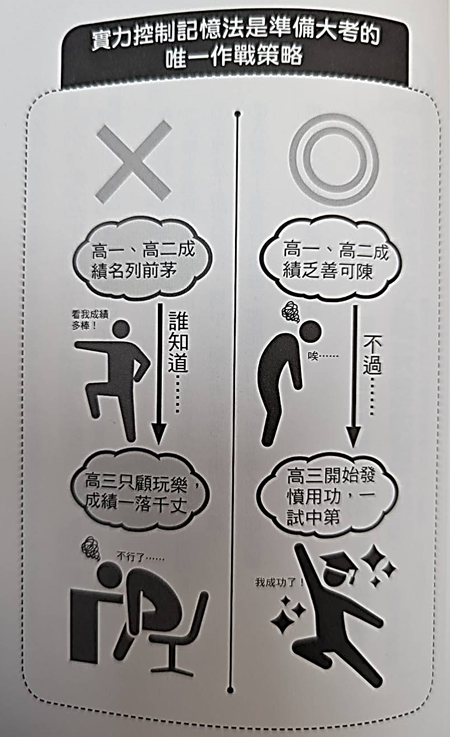 實力控制記憶法是準備大考的
唯一作戰策略
高一、高二成
績名列前茅
看我成績
多棒！
誰知道……
高三只顧玩樂，
成績一落千丈
不行了……
高一、高二成
績乏善可陳
唉……
不過……
高三開始發
憤用功，一
試中第
我成功了！